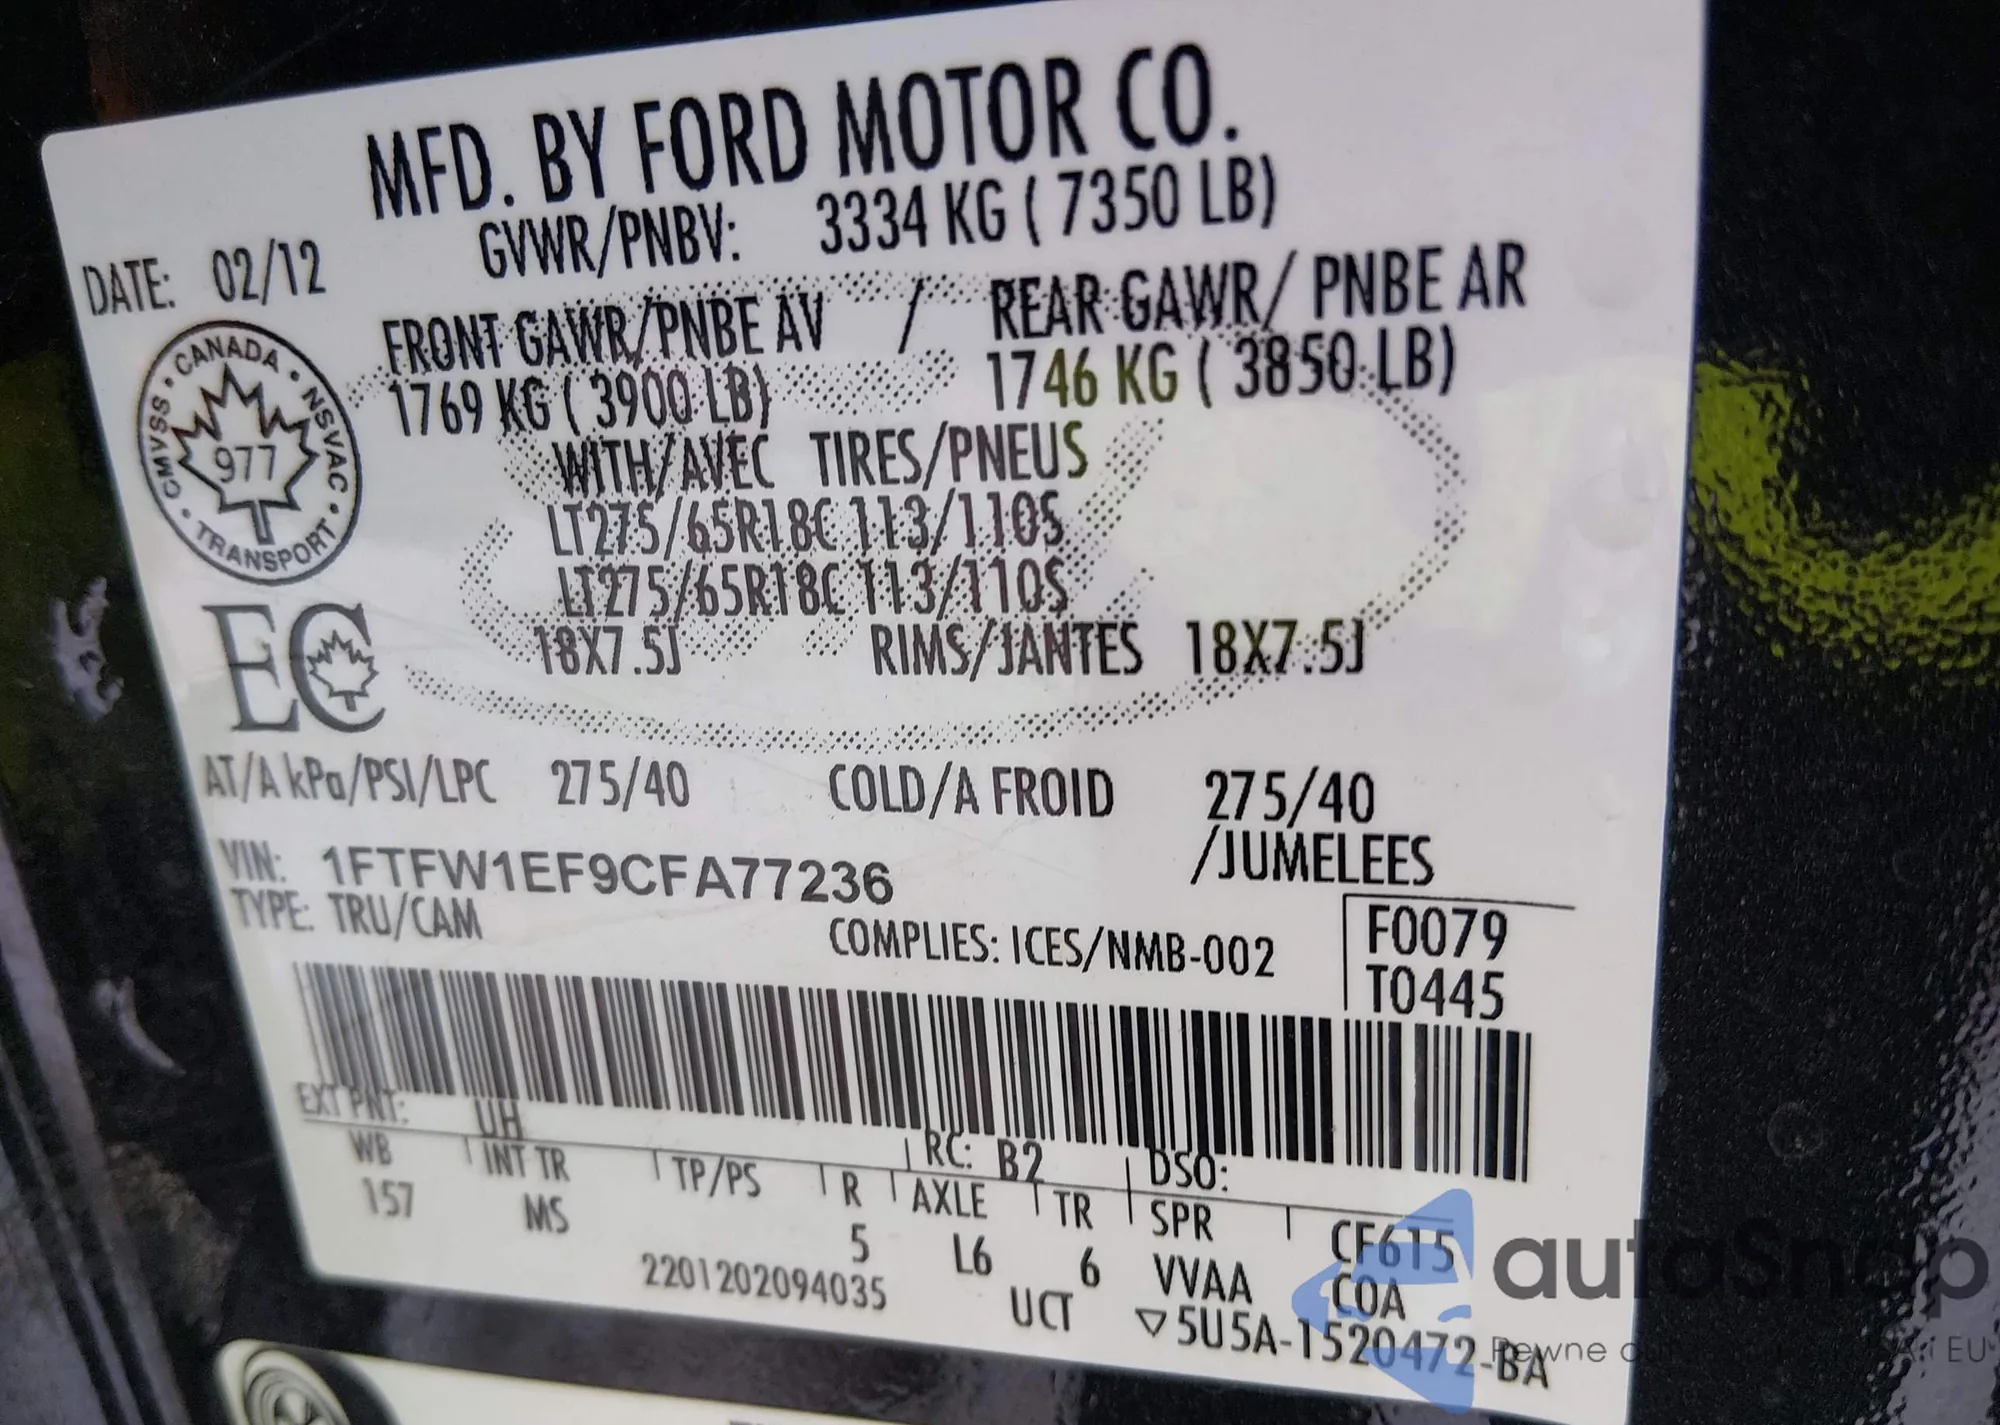 MFD. BY FORD MOTOR CO.
DATE: 02/12
GVWR/PNBV: 3334 KG ( 7350 LB)
FRONT GAWR/PNBE AV / REAR GAWR/ PNBE AR
1769 KG ( 3900 LB) 1746 KG ( 3850 LB)
WITH/AVEC TIRES/PNEUS
LT275/65R18C 113/110S
LT275/65R18C 113/110S
18X7.5J RIMS/JANTES 18X7.5J
CANADA • NSVAC • TRANSPORT • CMVSS •
977
EC
AT/A kPa/PSI/LPC 275/40 COLD/A FROID 275/40
/JUMELEES
VIN: 1FTFW1EF9CFA77236
TYPE: TRU/CAM
COMPLIES: ICES/NMB-002
F0079
T0445
EXT PNT: UH RC: B2 DSO:
WB INT TR TP/PS R AXLE TR SPR CF615
157 MS 5 L6 6 VVAA COA
2201202094035 UCT ▽5U5A-1520472-BA
autoSnap